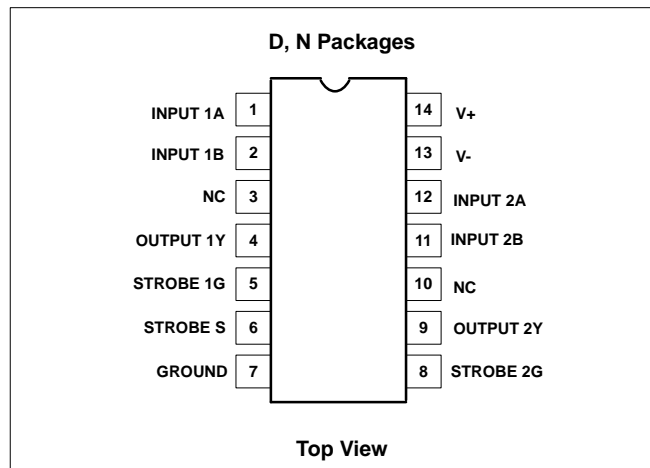 D, N Packages
INPUT 1A 1 14 V+
INPUT 1B 2 13 V-
NC 3 12 INPUT 2A
OUTPUT 1Y 4 11 INPUT 2B
STROBE 1G 5 10 NC
STROBE S 6 9 OUTPUT 2Y
GROUND 7 8 STROBE 2G
Top View